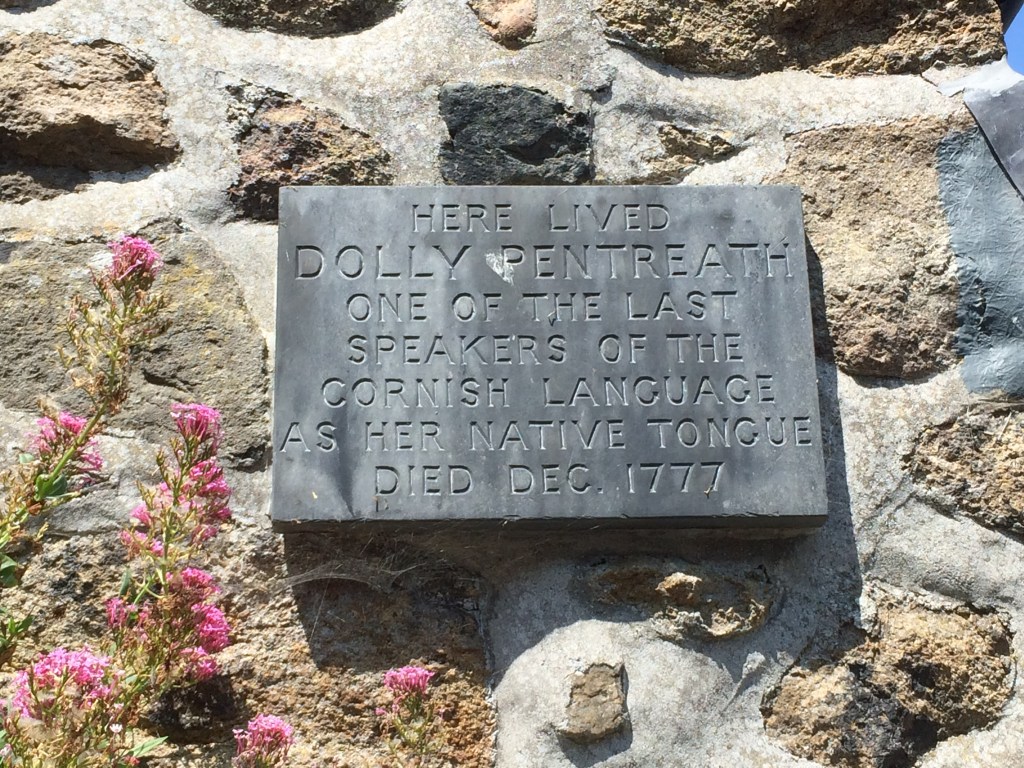 HERE LIVED
DOLLY PENTREATH
ONE OF THE LAST
SPEAKERS OF THE
CORNISH LANGUAGE
AS HER NATIVE TONGUE
DIED DEC. 1777